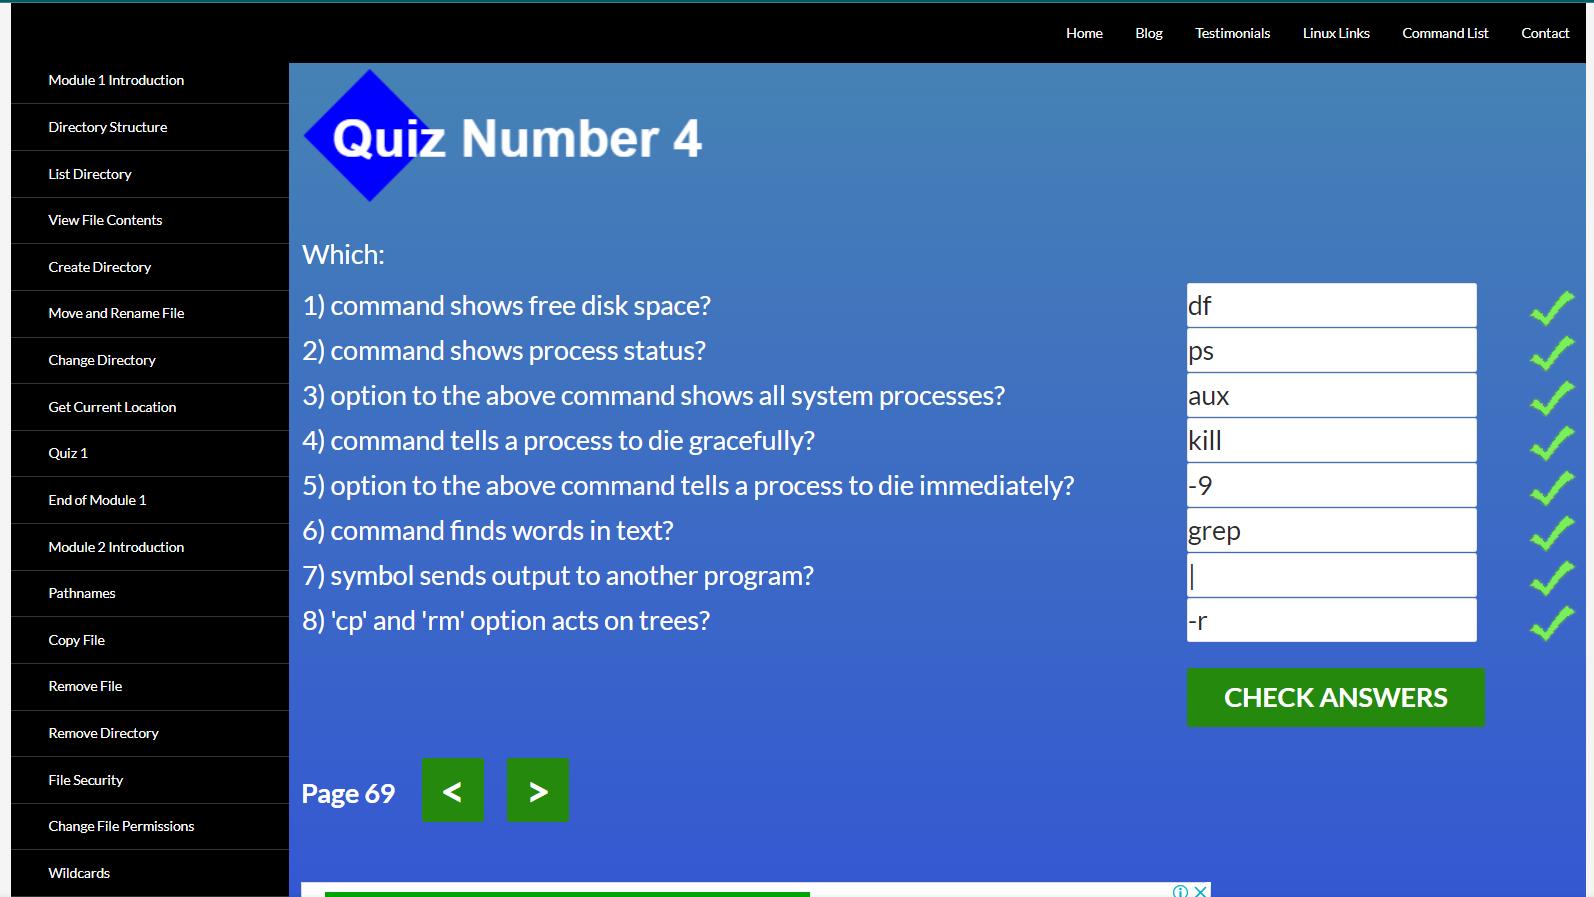 Home Blog Testimonials Linux Links Command List Contact
Module 1 Introduction
Directory Structure
List Directory
View File Contents
Create Directory
Move and Rename File
Change Directory
Get Current Location
Quiz 1
End of Module 1
Module 2 Introduction
Pathnames
Copy File
Remove File
Remove Directory
File Security
Change File Permissions
Wildcards
Quiz Number 4
Which:
1) command shows free disk space? df
2) command shows process status? ps
3) option to the above command shows all system processes? aux
4) command tells a process to die gracefully? kill
5) option to the above command tells a process to die immediately? -9
6) command finds words in text? grep
7) symbol sends output to another program? |
8) 'cp' and 'rm' option acts on trees? -r
CHECK ANSWERS
Page 69 < >